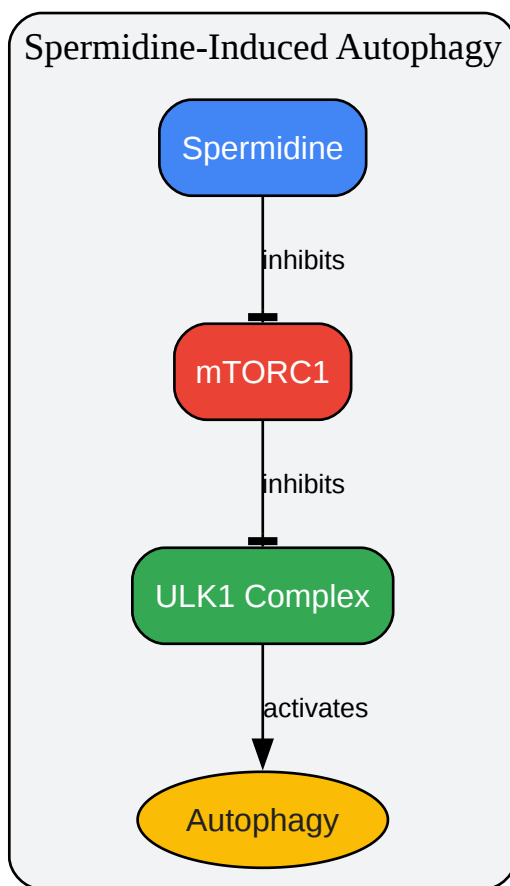 Spermidine-Induced Autophagy
Spermidine
inhibits
mTORC1
inhibits
ULK1 Complex
activates
Autophagy